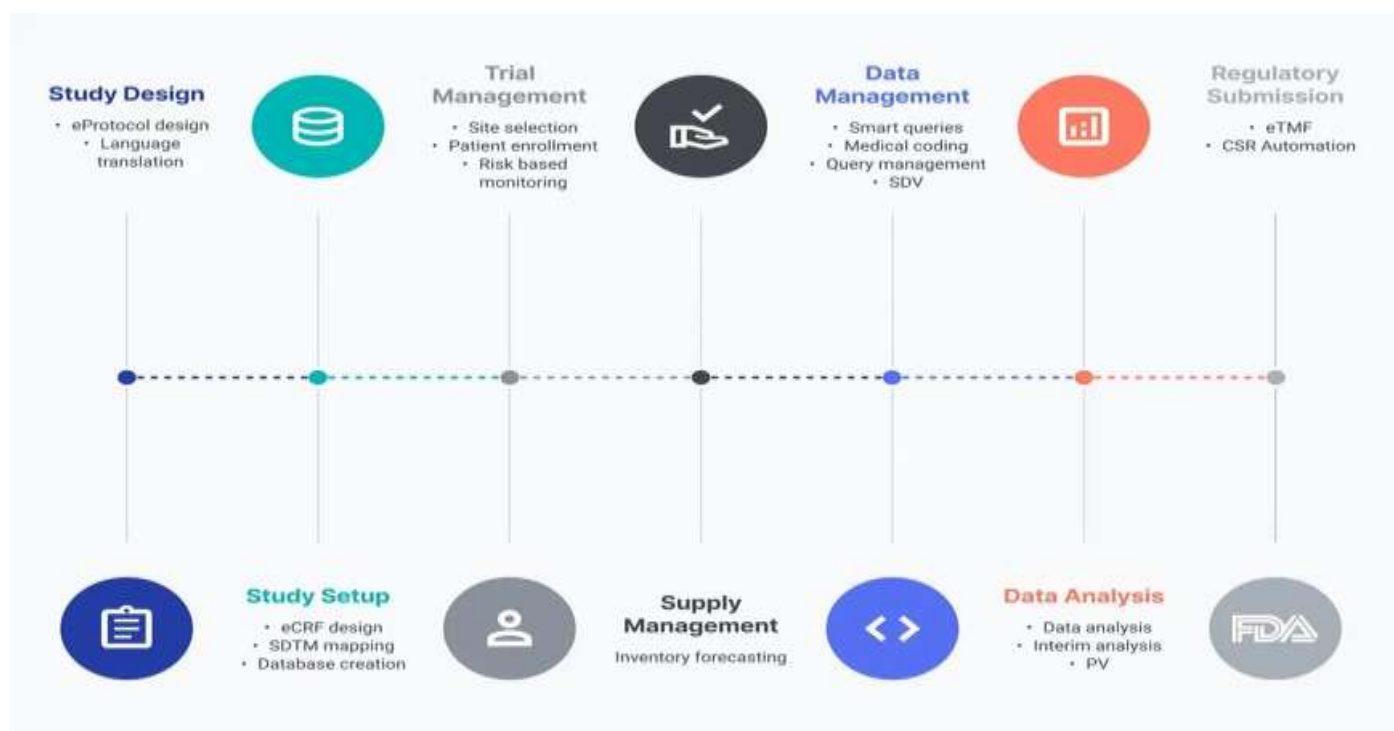 Study Design
• eProtocol design
• Language
translation
Trial
Management
• Site selection
• Patient enrollment
• Risk based
monitoring
Data
Management
• Smart queries
• Medical coding
• Query management
• SDV
Regulatory
Submission
• eTMF
• CSR Automation
Study Setup
• eCRF design
• SDTM mapping
• Database creation
Supply
Management
Inventory forecasting
Data Analysis
• Data analysis
• Interim analysis
• PV
FDA